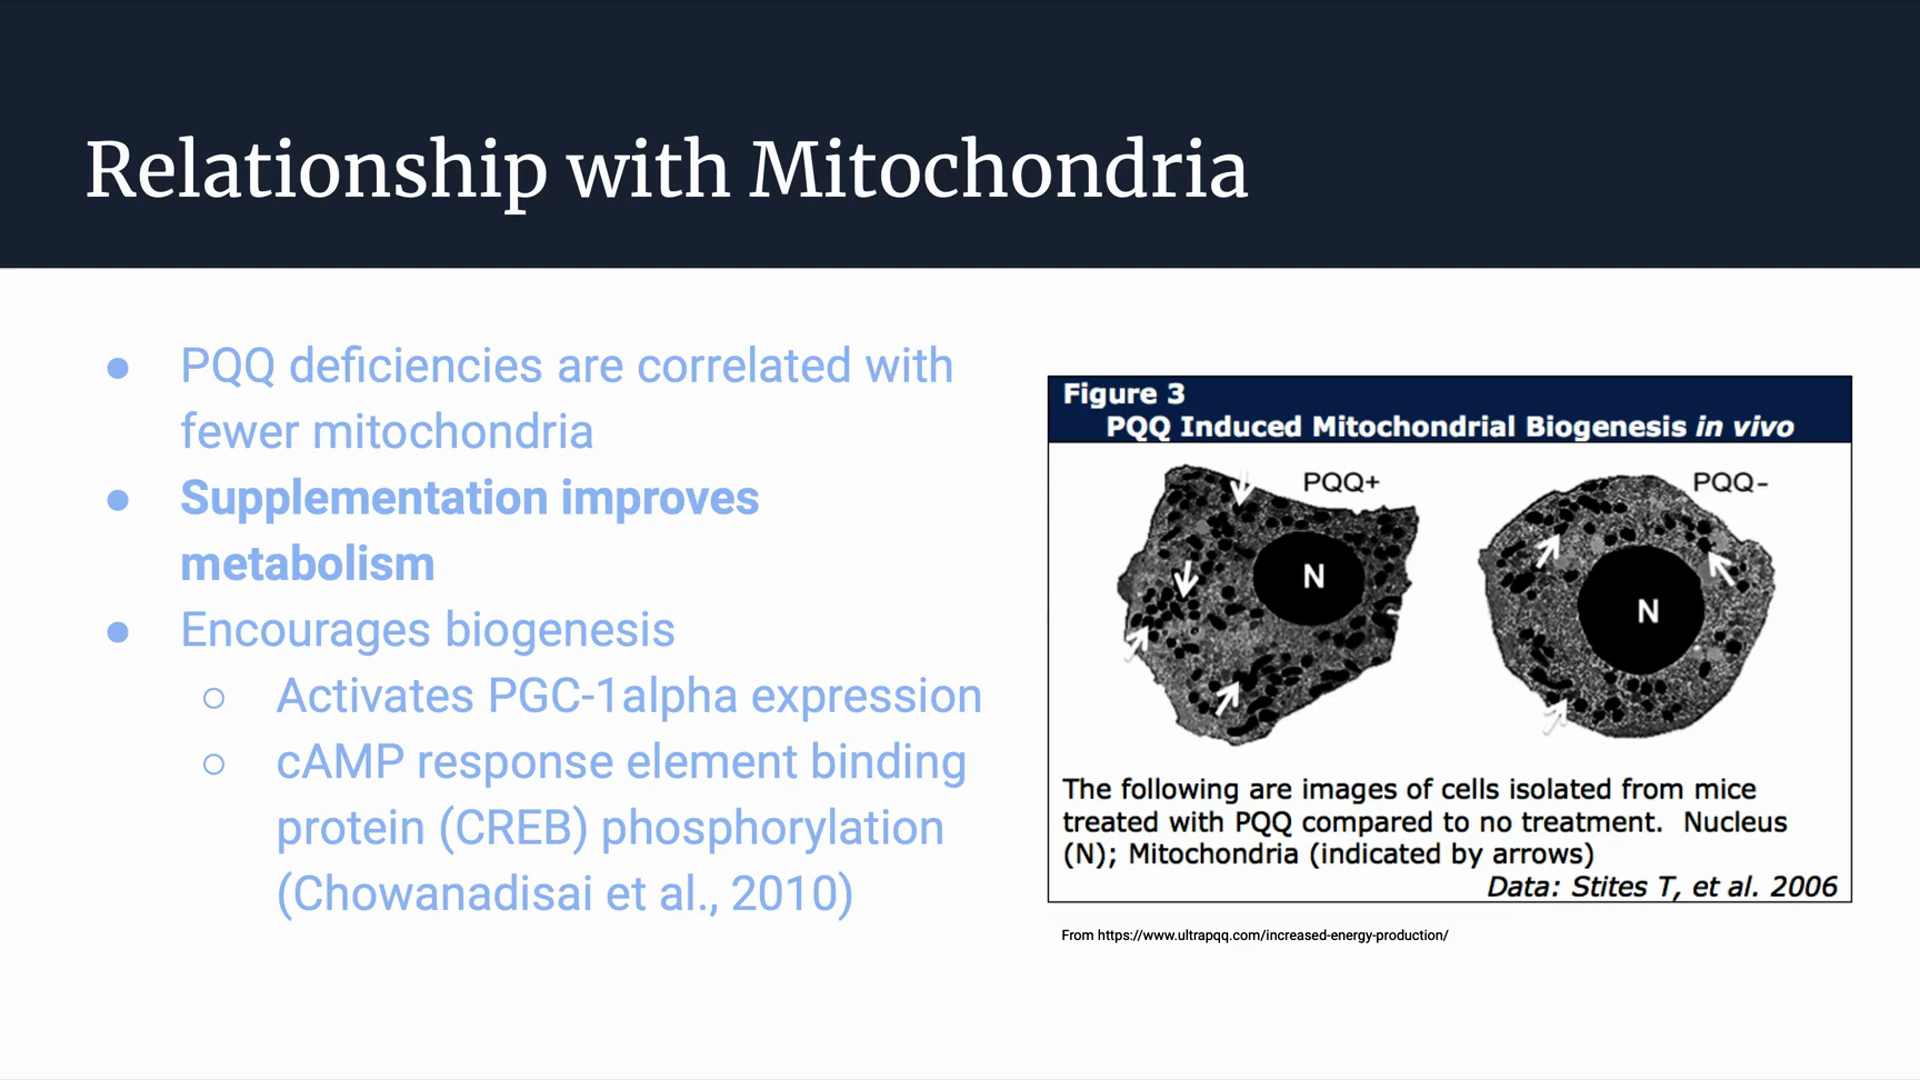 Relationship with Mitochondria
● PQQ deficiencies are correlated with
fewer mitochondria
● Supplementation improves
metabolism
● Encourages biogenesis
○ Activates PGC-1alpha expression
○ cAMP response element binding
protein (CREB) phosphorylation
(Chowanadisai et al., 2010)
Figure 3
PQQ Induced Mitochondrial Biogenesis in vivo
PQQ+
PQQ-
N
N
The following are images of cells isolated from mice
treated with PQQ compared to no treatment. Nucleus
(N); Mitochondria (indicated by arrows)
Data: Stites T, et al. 2006
From https://www.ultrapqq.com/increased-energy-production/